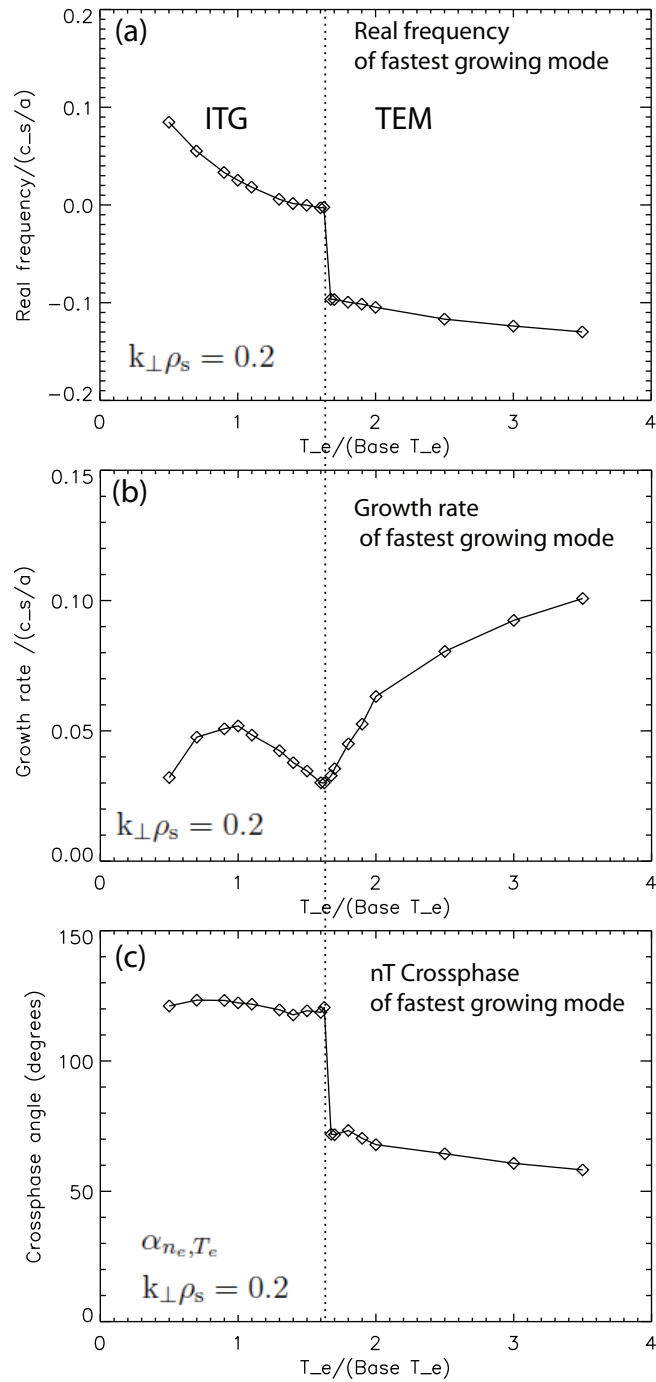 (a)
Real frequency
of fastest growing mode
ITG
TEM
Real frequency/(c_s/a)
0.2
0.1
0.0
−0.1
−0.2
k⊥ρs = 0.2
0 1 2 3 4
T_e/(Base T_e)
(b)
Growth rate
of fastest growing mode
Growth rate /(c_s/a)
0.15
0.10
0.05
0.00
k⊥ρs = 0.2
0 1 2 3 4
T_e/(Base T_e)
(c)
nT Crossphase
of fastest growing mode
Crossphase angle (degrees)
150
100
50
0
αne,Te
k⊥ρs = 0.2
0 1 2 3 4
T_e/(Base T_e)